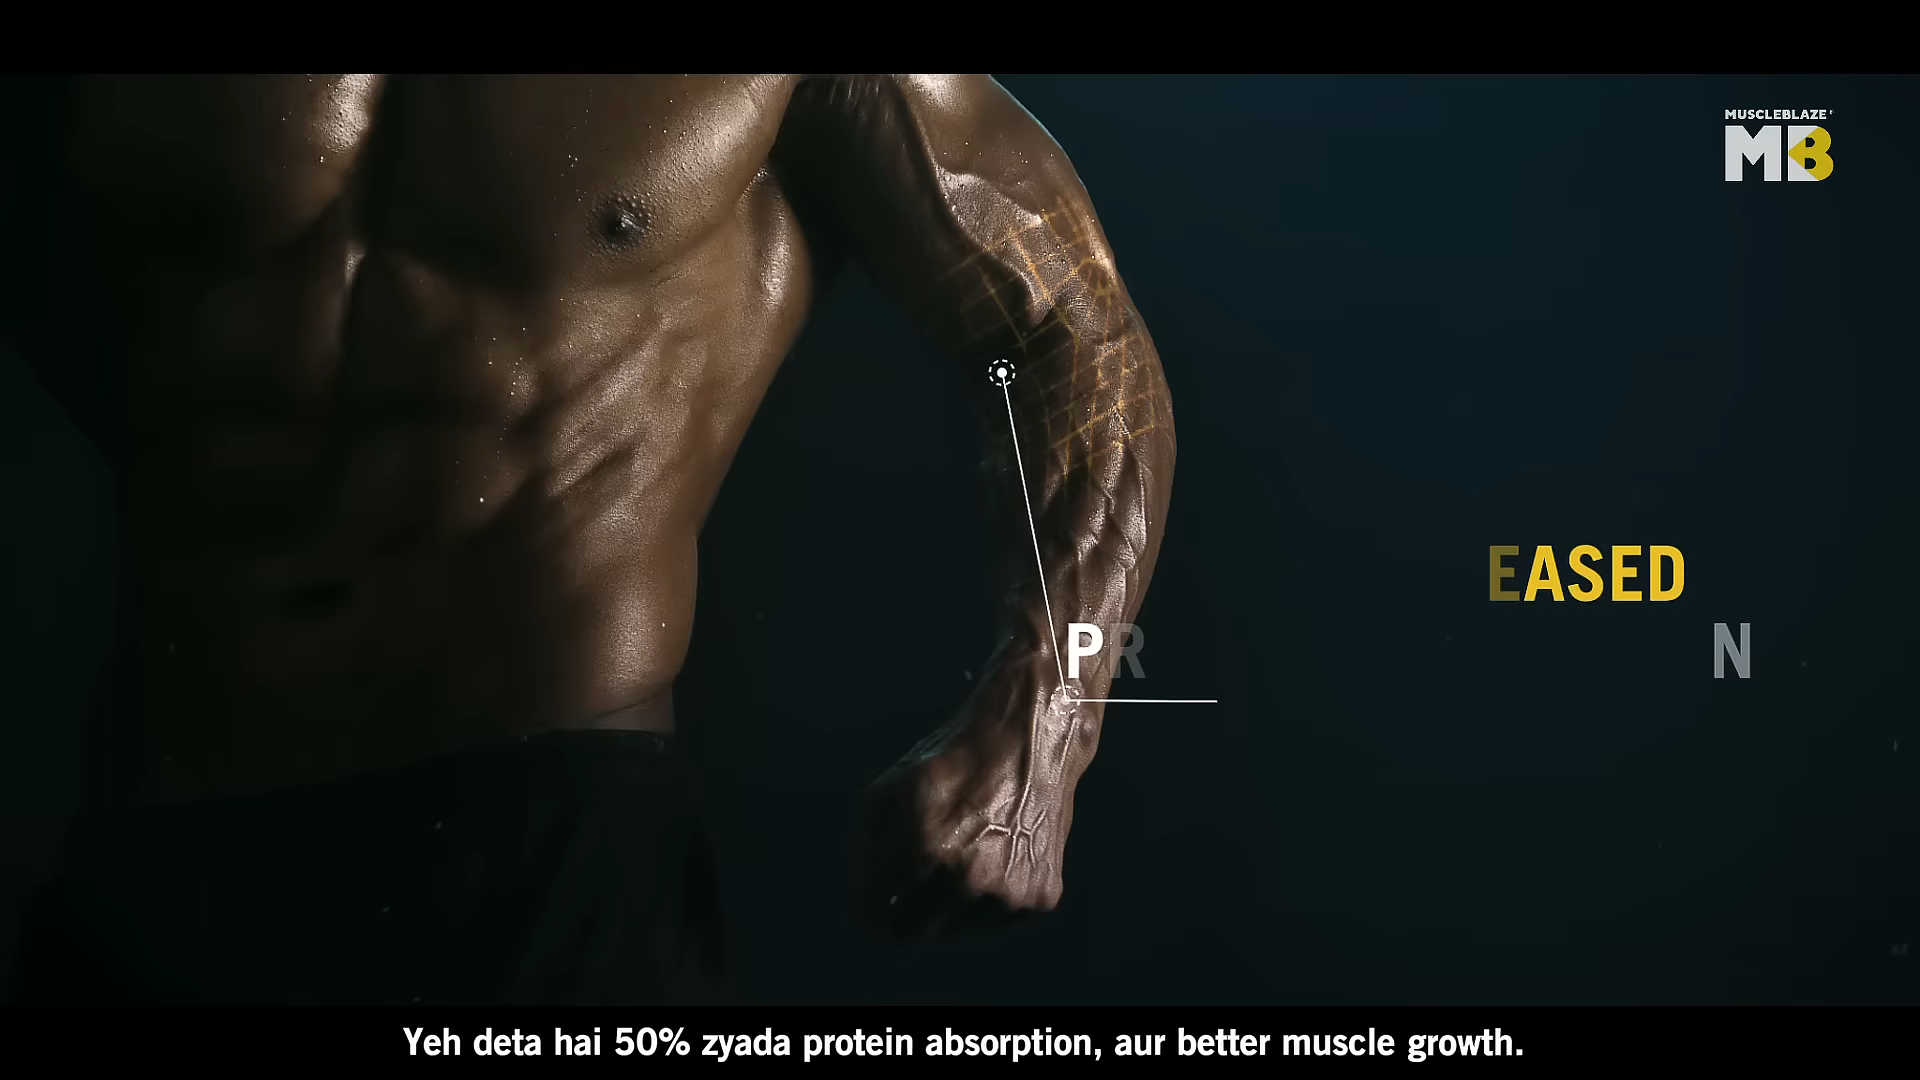 MUSCLEBLAZE
MB
EASED
PR
N
Yeh deta hai 50% zyada protein absorption, aur better muscle growth.